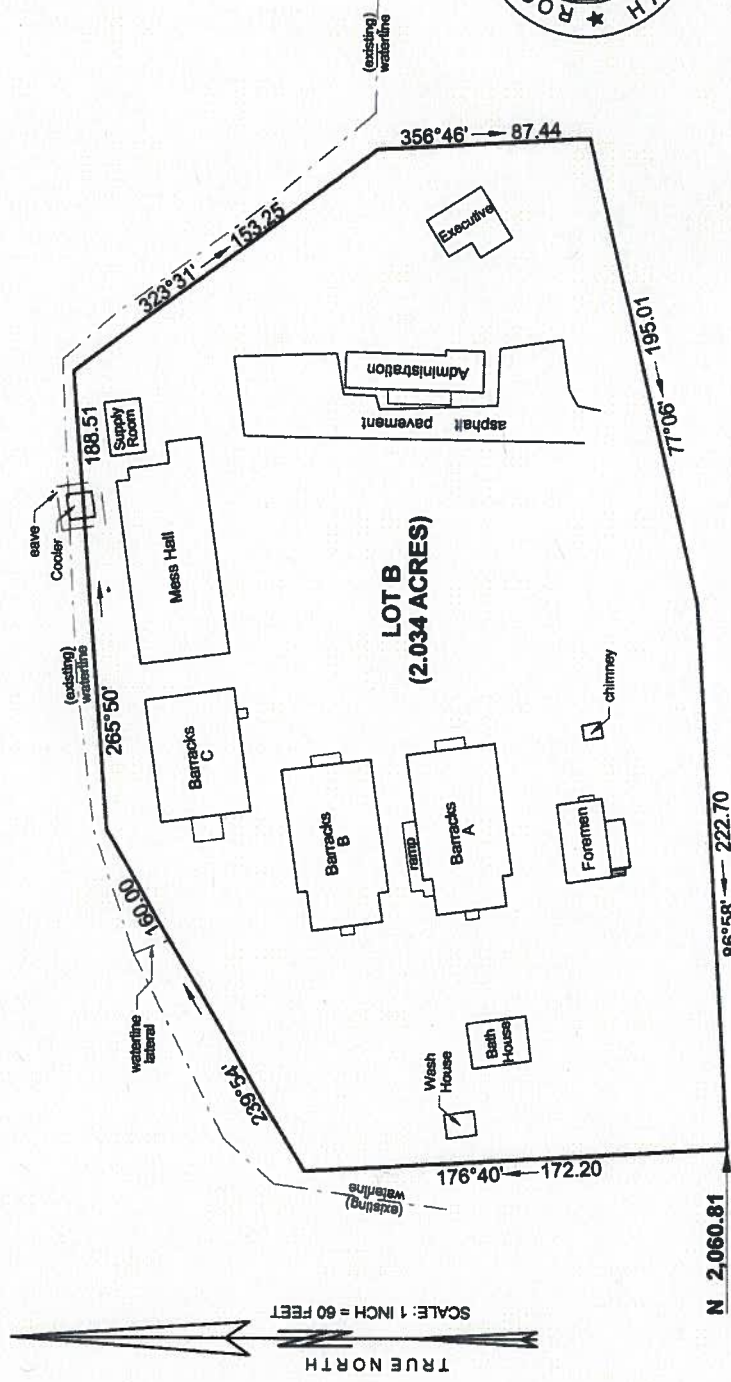 (existing)
waterline
eave
Cooler
188.51
Supply
Room
323°31' → 153.25
356°46' → 87.44
Executive
(existing)
waterline
265°50'
Mess Hall
Administration
asphalt pavement
Barracks
C
LOT B
(2.034 ACRES)
77°06' ← 195.01
160.00
waterline
lateral
239°54'
Barracks
B
ramp
Barracks
A
Foremen
chimney
Wash
House
Bath
House
(existing)
waterline
176°40' ← 172.20
86°58' ← 222.70
N 2,060.81
TRUE NORTH
SCALE: 1 INCH = 60 FEET
★